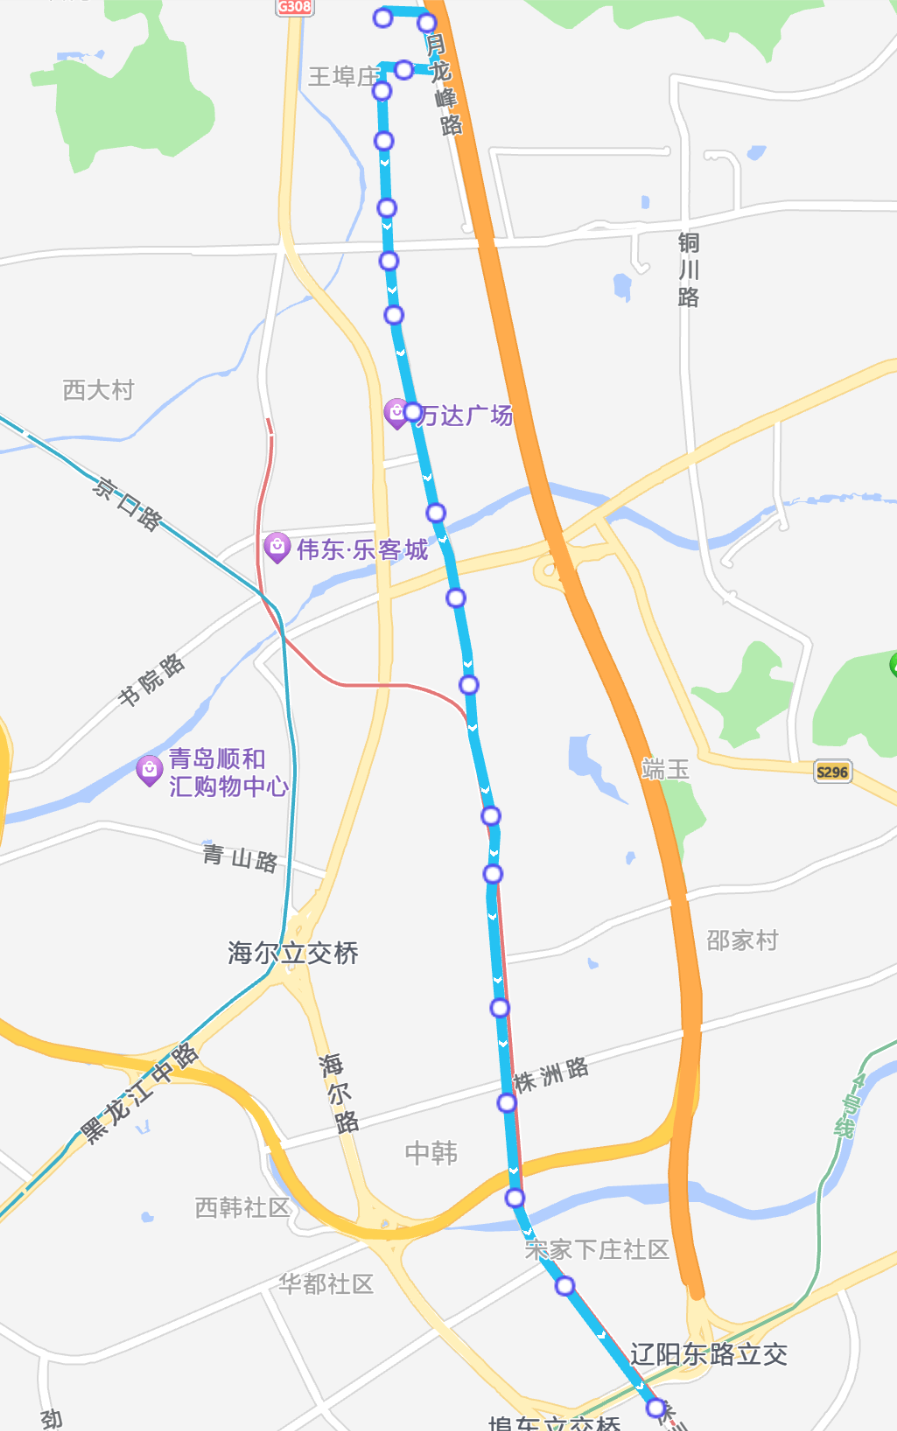 G308
月龙峰路
王埠庄
铜川路
西大村
万达广场
京口路
伟东·乐客城
书院路
青岛顺和
汇购物中心
端玉
S296
青山路
邵家村
海尔立交桥
黑龙江中路
海尔路
株洲路
4号线
中韩
西韩社区
宋家下庄社区
华都社区
辽阳东路立交
劲
埠东立交桥